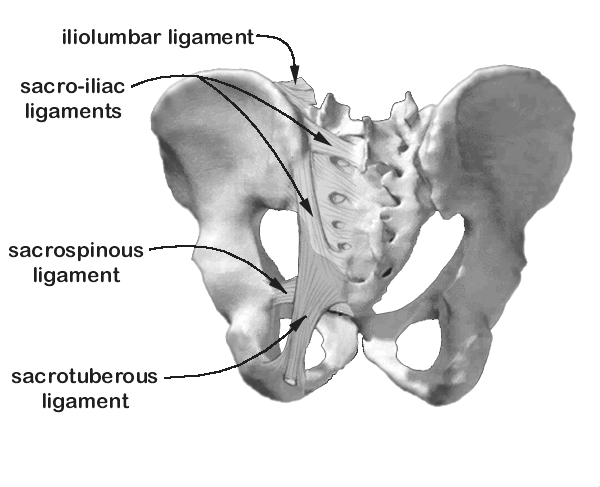 iliolumbar ligament
sacro-iliac
ligaments
sacrospinous
ligament
sacrotuberous
ligament